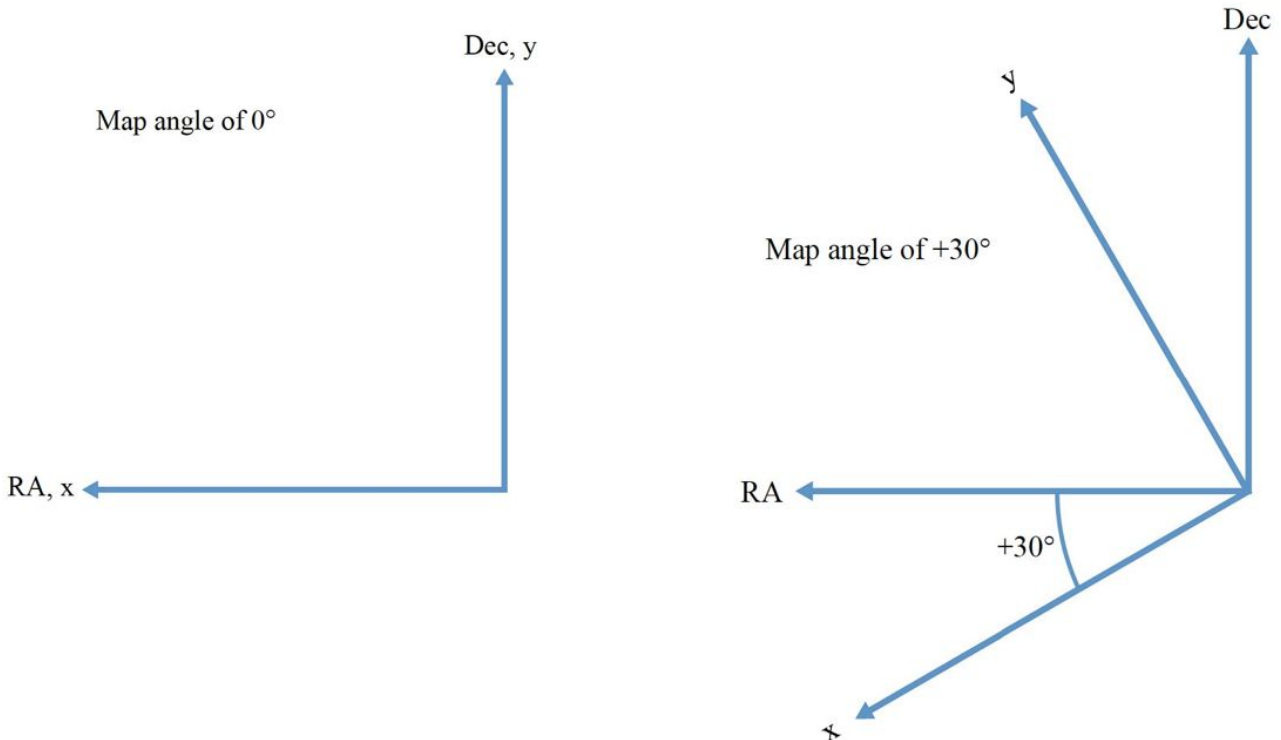 Dec, y
Map angle of 0°
RA, x
Dec
y
Map angle of +30°
RA
+30°
x